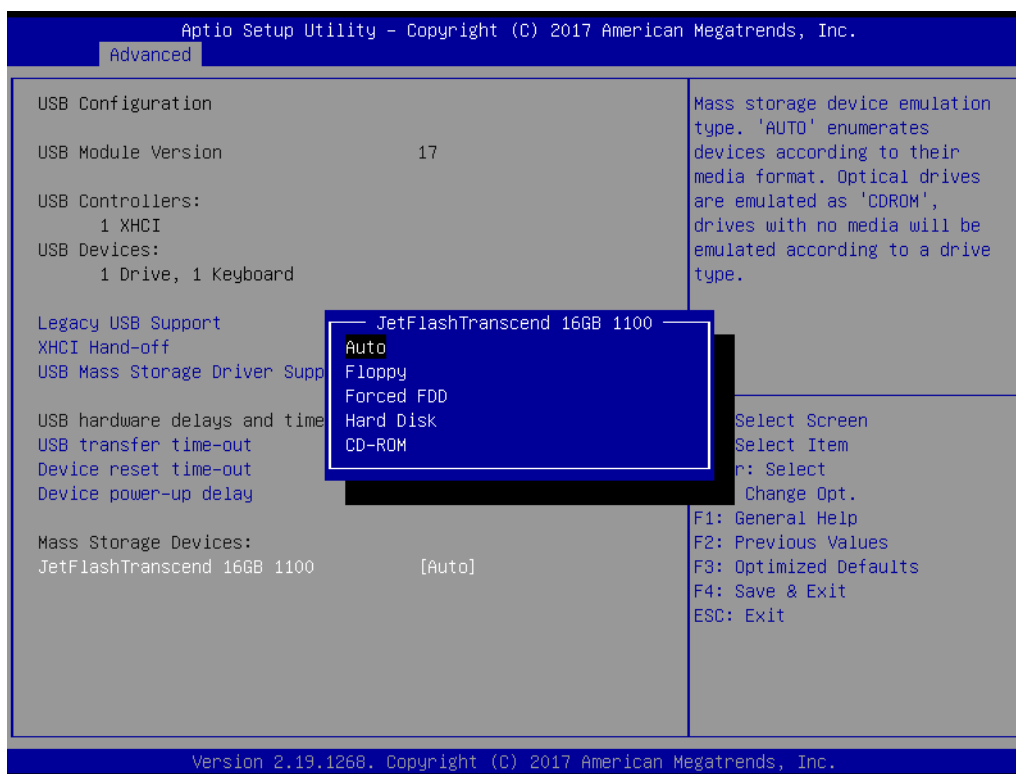 Aptio Setup Utility – Copyright (C) 2017 American Megatrends, Inc.
Advanced
USB Configuration
USB Module Version 17
USB Controllers:
1 XHCI
USB Devices:
1 Drive, 1 Keyboard
Legacy USB Support
XHCI Hand-off
USB Mass Storage Driver Supp
USB hardware delays and time
USB transfer time-out
Device reset time-out
Device power-up delay
Mass Storage Devices:
JetFlashTranscend 16GB 1100 [Auto]
JetFlashTranscend 16GB 1100
Auto
Floppy
Forced FDD
Hard Disk
CD-ROM
Mass storage device emulation
type. 'AUTO' enumerates
devices according to their
media format. Optical drives
are emulated as 'CDROM',
drives with no media will be
emulated according to a drive
type.
Select Screen
Select Item
r: Select
Change Opt.
F1: General Help
F2: Previous Values
F3: Optimized Defaults
F4: Save & Exit
ESC: Exit
Version 2.19.1268. Copyright (C) 2017 American Megatrends, Inc.